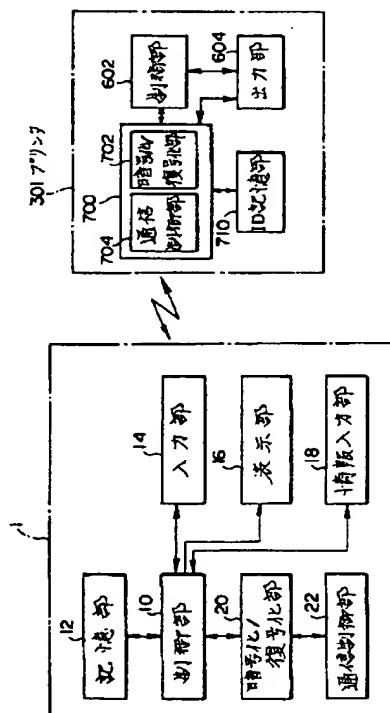 1
12
記憶部
10
制御部
14
入力部
16
表示部
20
暗号化/
復号化部
18
情報入力部
22
通信制御部
301 プリンタ
700
704
通信
制御部
702
暗号化/
復号化部
602
制御部
710
ID記憶部
604
出力部